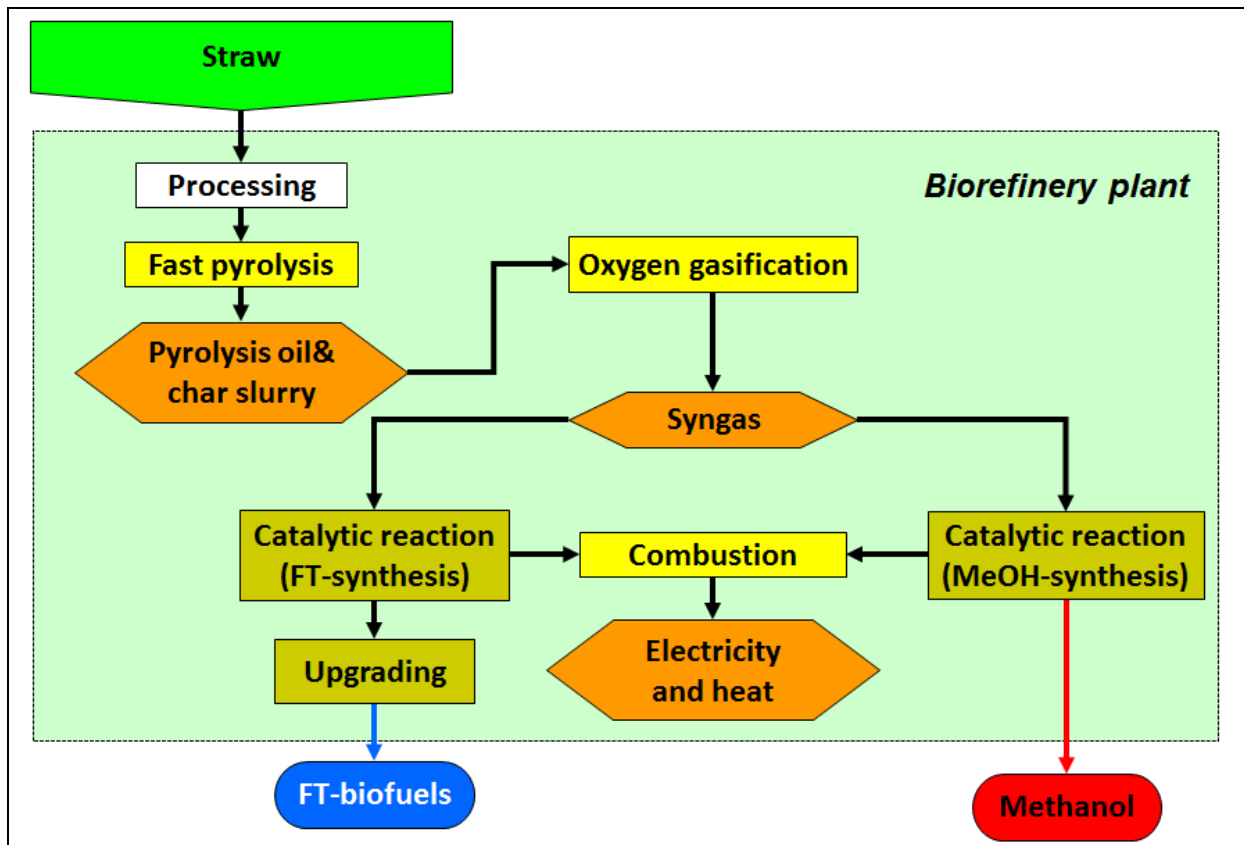 Straw
Processing
Biorefinery plant
Fast pyrolysis
Oxygen gasification
Pyrolysis oil&
char slurry
Syngas
Catalytic reaction
(FT-synthesis)
Combustion
Catalytic reaction
(MeOH-synthesis)
Upgrading
Electricity
and heat
FT-biofuels
Methanol